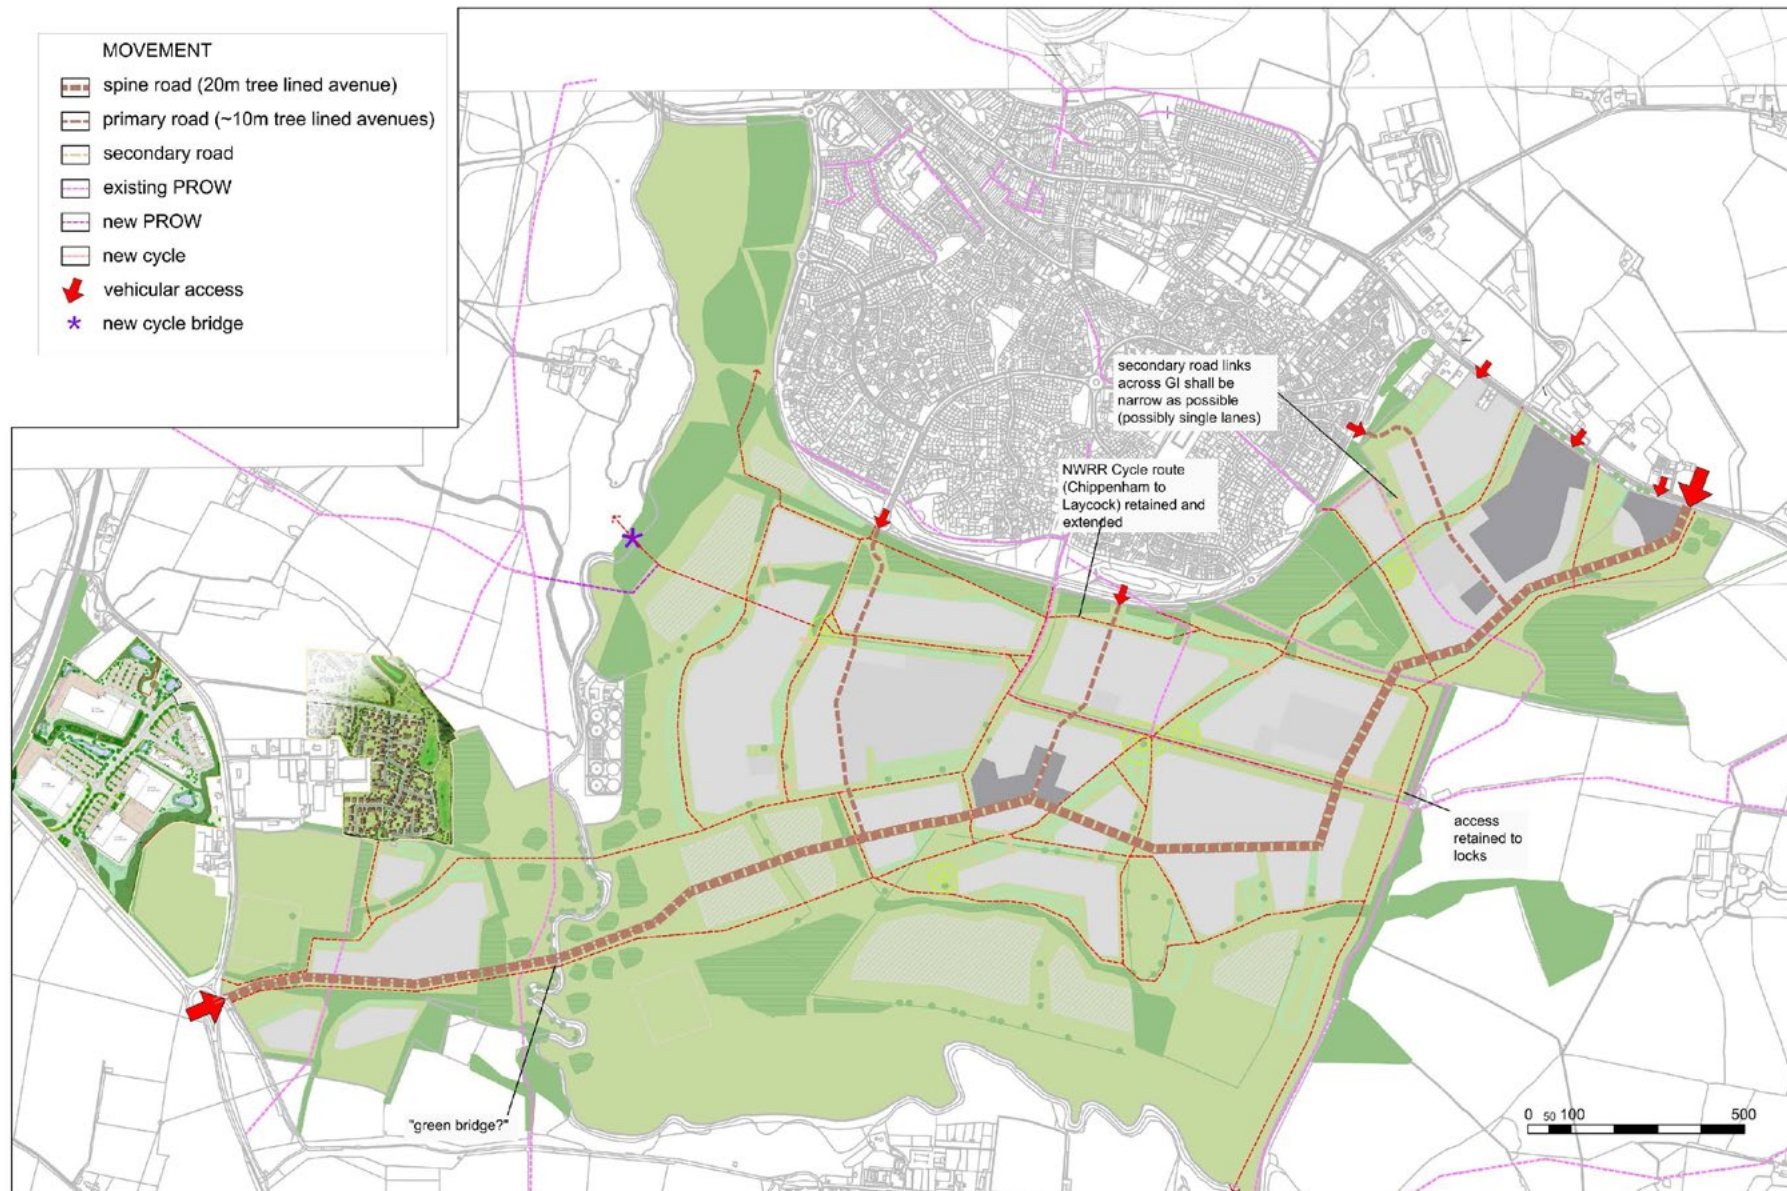 MOVEMENT
spine road (20m tree lined avenue)
primary road (~10m tree lined avenues)
secondary road
existing PROW
new PROW
new cycle
vehicular access
new cycle bridge
secondary road links
across GI shall be
narrow as possible
(possibly single lanes)
NWRR Cycle route
(Chippenham to
Laycock) retained and
extended
access
retained to
locks
"green bridge?"
0 50 100 500